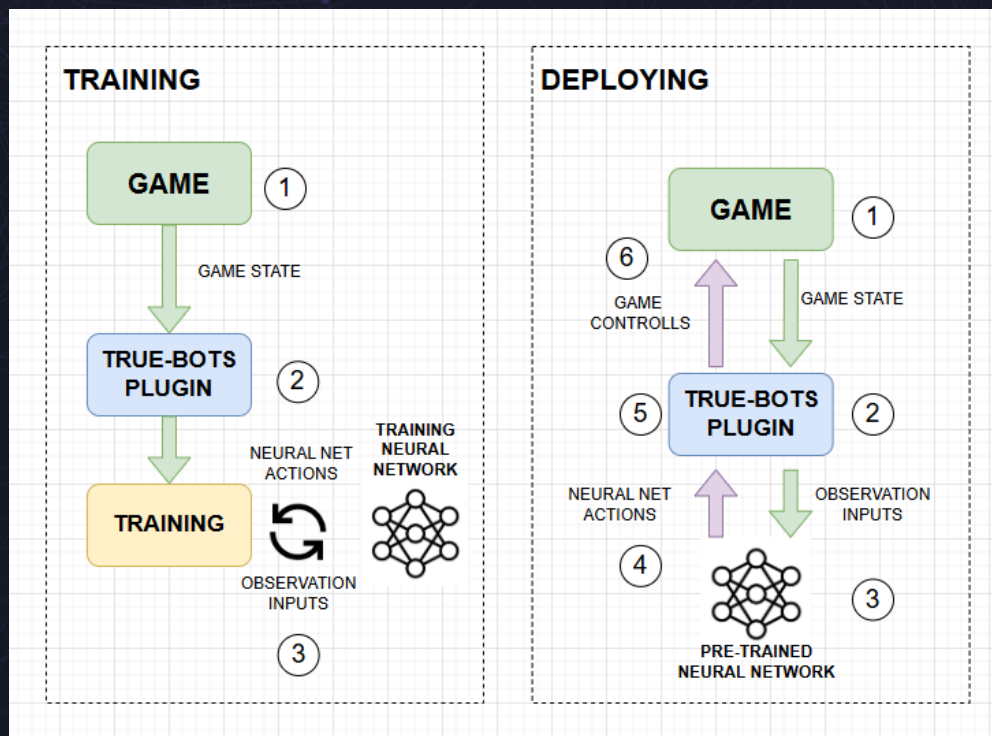 TRAINING
GAME
1
GAME STATE
TRUE-BOTS
PLUGIN
2
TRAINING
NEURAL NET
ACTIONS
TRAINING
NEURAL
NETWORK
OBSERVATION
INPUTS
3
DEPLOYING
GAME
1
6
GAME
CONTROLLS
GAME STATE
5
TRUE-BOTS
PLUGIN
2
NEURAL NET
ACTIONS
OBSERVATION
INPUTS
4
3
PRE-TRAINED
NEURAL NETWORK